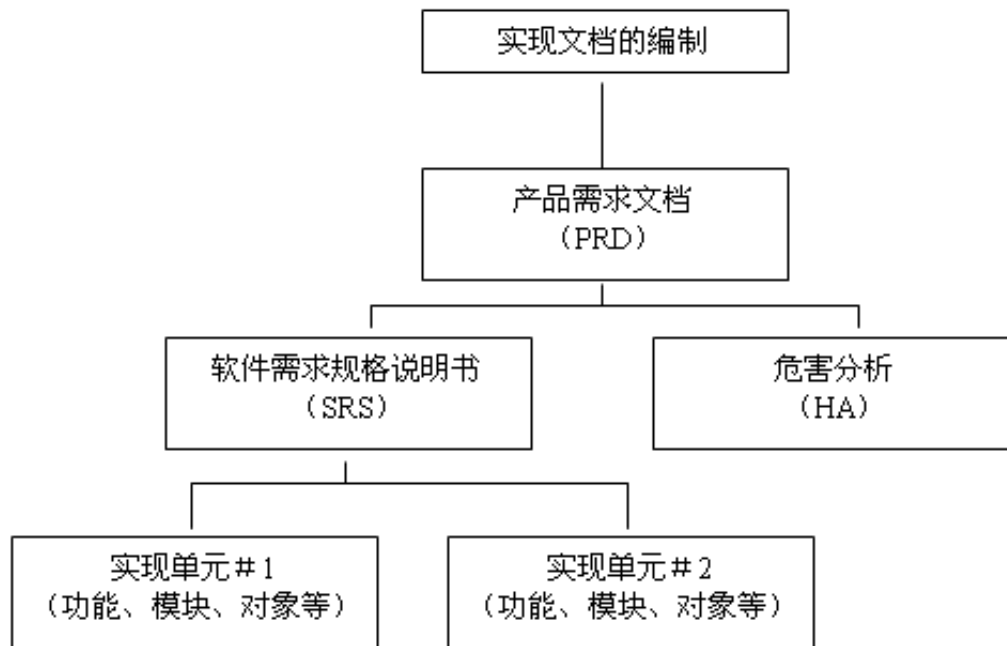 实现文档的编制
产品需求文档
（PRD）
软件需求规格说明书
（SRS）
危害分析
（HA）
实现单元＃1
（功能、模块、对象等）
实现单元＃2
（功能、模块、对象等）